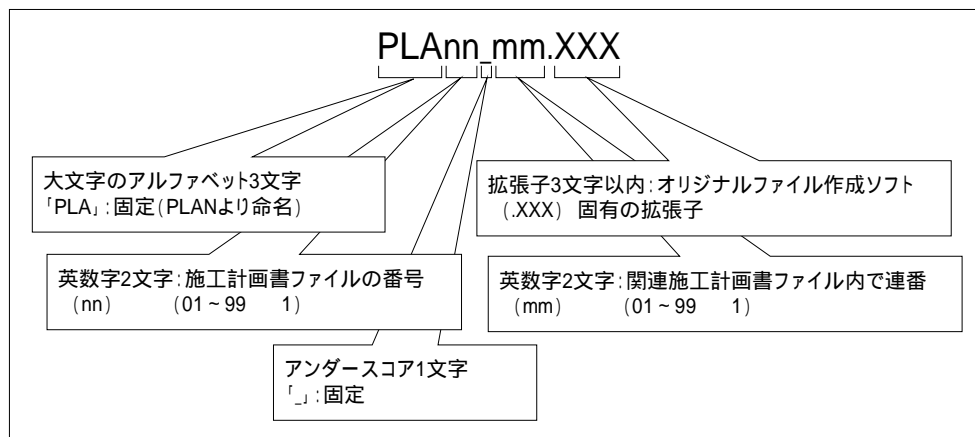 PLAnn_mm.XXX
大文字のアルファベット3文字
「PLA」:固定(PLANより命名)
拡張子3文字以内:オリジナルファイル作成ソフト
(.XXX) 固有の拡張子
英数字2文字:施工計画書ファイルの番号
(nn) (01~99 1)
英数字2文字:関連施工計画書ファイル内で連番
(mm) (01~99 1)
アンダースコア1文字
「_」:固定